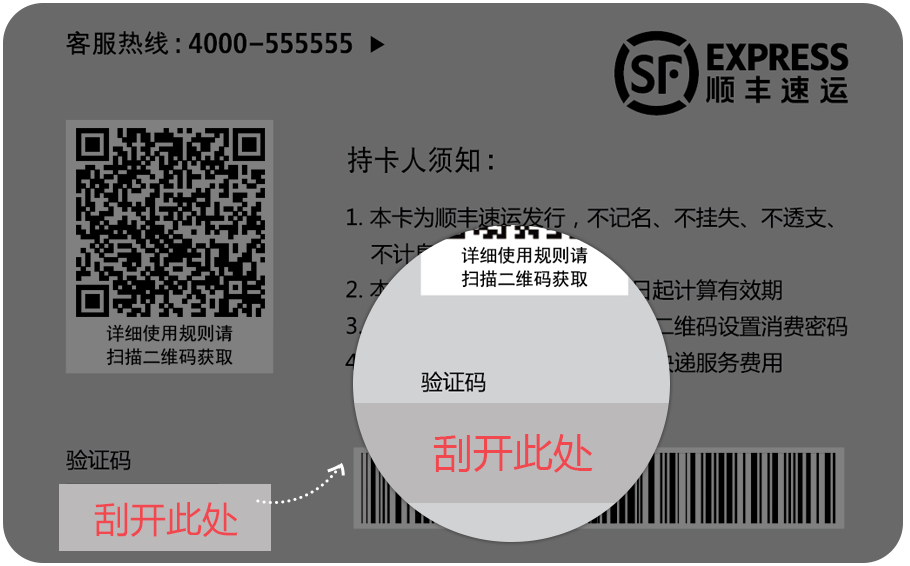 客服热线：4000-555555
SF EXPRESS
顺丰速运
详细使用规则请
扫描二维码获取
持卡人须知：
1. 本卡为顺丰速运发行，不记名、不挂失、不透支、
不计
2. 本 日起计算有效期
3. 二维码设置消费密码
4 递服务费用
验证码
刮开此处
详细使用规则请
扫描二维码获取
验证码
刮开此处